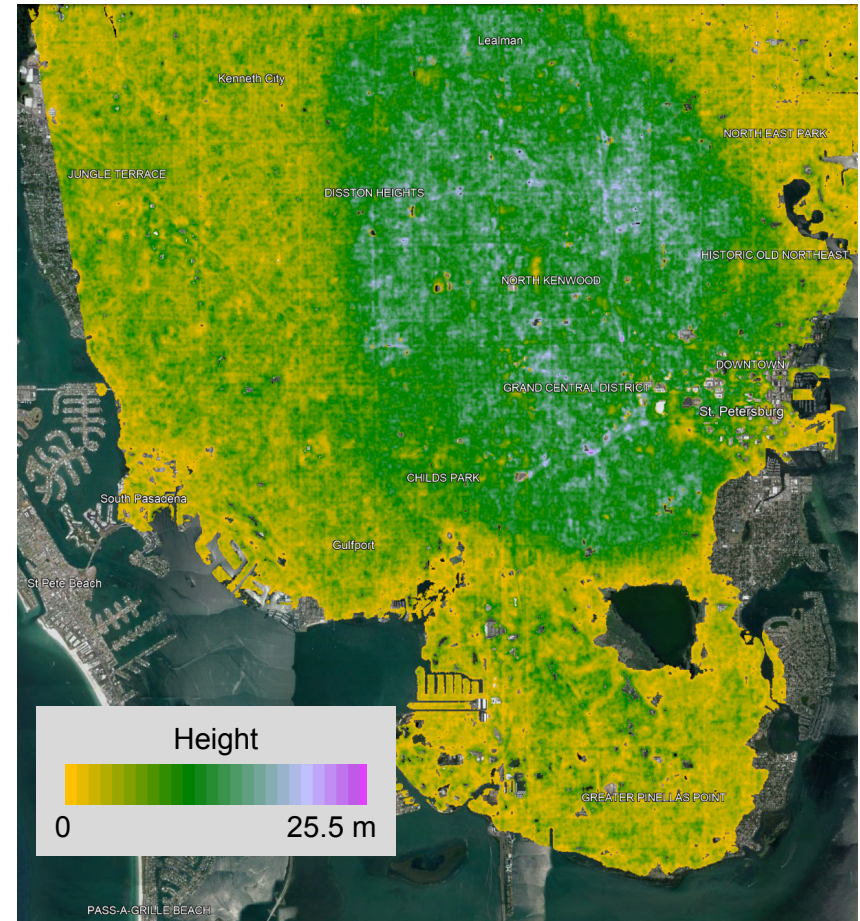 Lealman
Kenneth City
NORTH EAST PARK
JUNGLE TERRACE
DISSTON HEIGHTS
HISTORIC OLD NORTHEAST
NORTH KENWOOD
DOWNTOWN
GRAND CENTRAL DISTRICT
St. Petersburg
CHILDS PARK
South Pasadena
Gulfport
St Pete Beach
Height
0 25.5 m
GREATER PINELLAS POINT
PASS-A-GRILLE BEACH